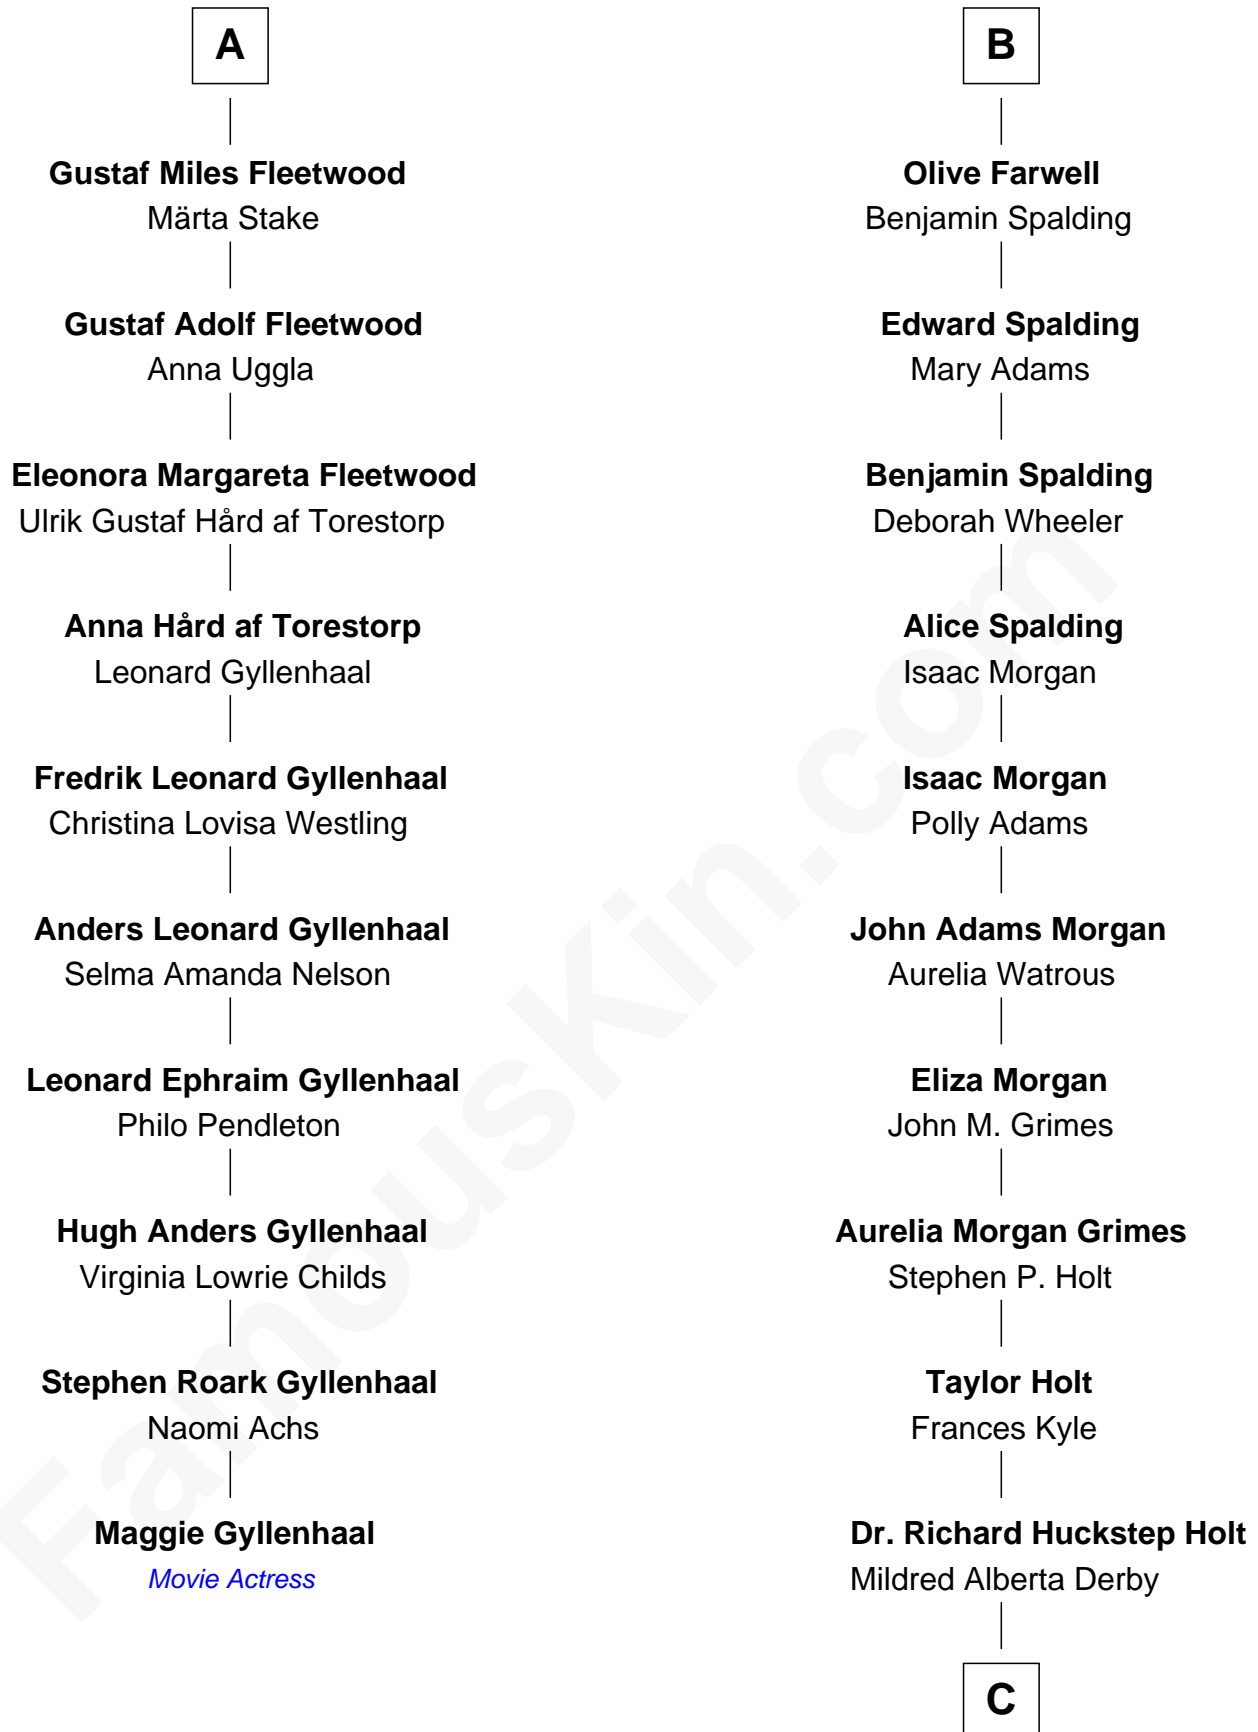 A
Gustaf Miles Fleetwood
Märta Stake
Gustaf Adolf Fleetwood
Anna Uggla
Eleonora Margareta Fleetwood
Ulrik Gustaf Hård af Torestorp
Anna Hård af Torestorp
Leonard Gyllenhaal
Fredrik Leonard Gyllenhaal
Christina Lovisa Westling
Anders Leonard Gyllenhaal
Selma Amanda Nelson
Leonard Ephraim Gyllenhaal
Philo Pendleton
Hugh Anders Gyllenhaal
Virginia Lowrie Childs
Stephen Roark Gyllenhaal
Naomi Achs
Maggie Gyllenhaal
Movie Actress
B
Olive Farwell
Benjamin Spalding
Edward Spalding
Mary Adams
Benjamin Spalding
Deborah Wheeler
Alice Spalding
Isaac Morgan
Isaac Morgan
Polly Adams
John Adams Morgan
Aurelia Watrous
Eliza Morgan
John M. Grimes
Aurelia Morgan Grimes
Stephen P. Holt
Taylor Holt
Frances Kyle
Dr. Richard Huckstep Holt
Mildred Alberta Derby
C
FamousKin.com